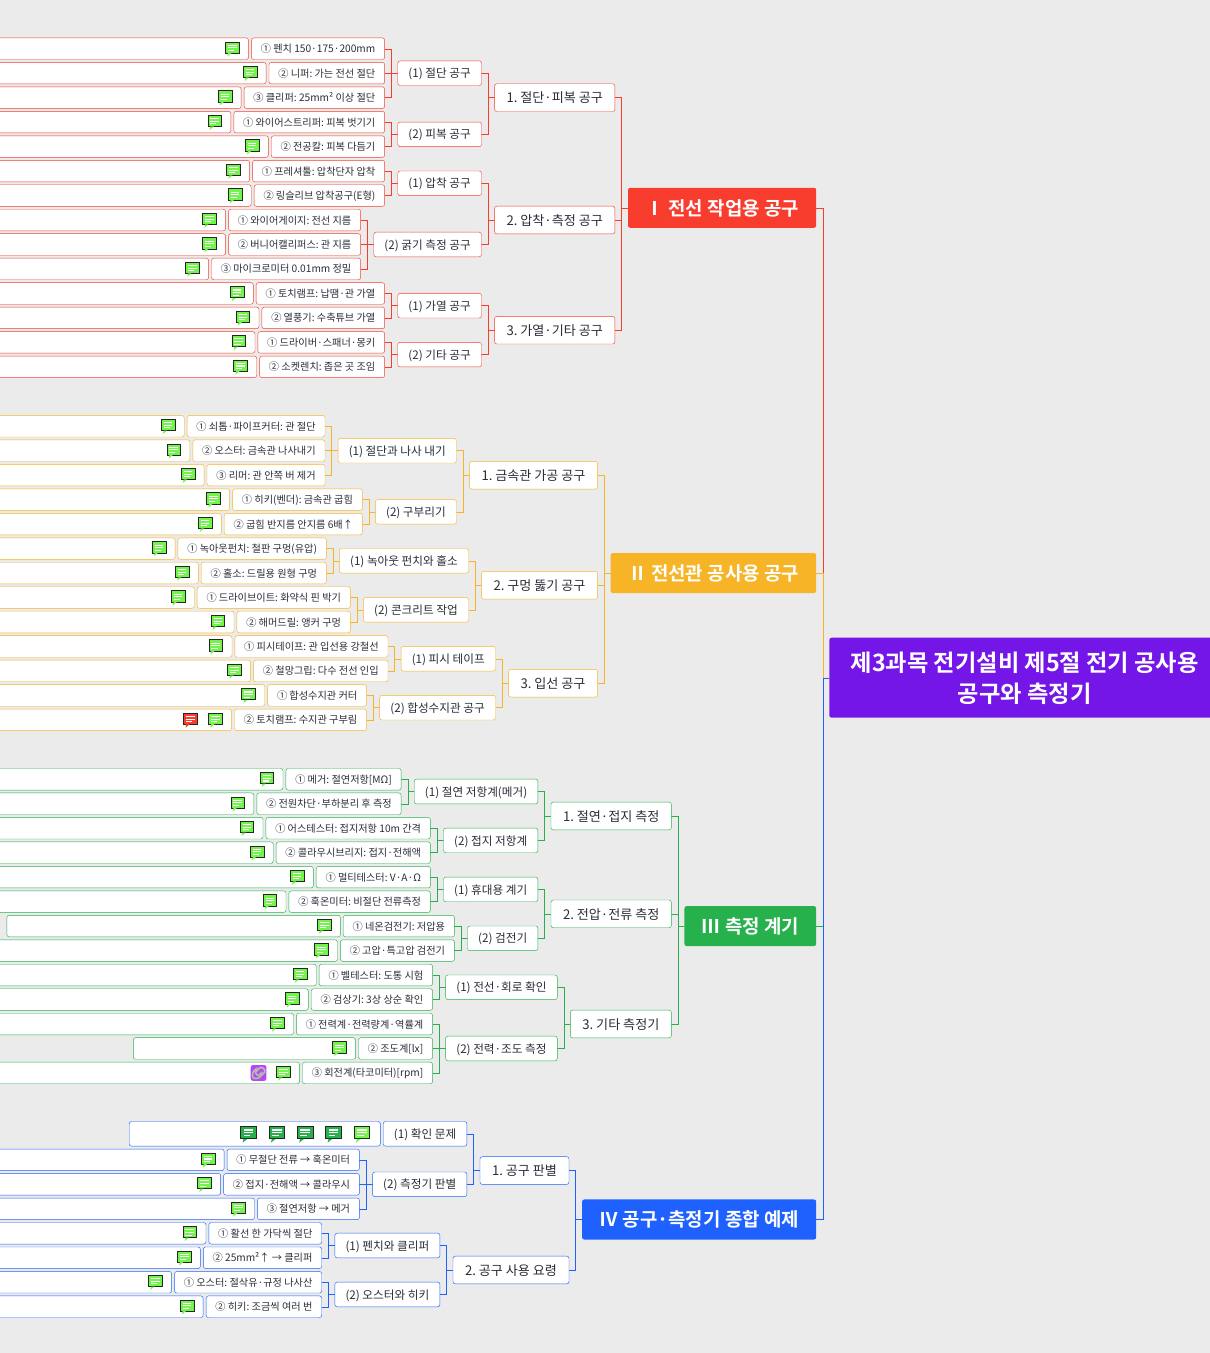 제3과목 전기설비 제5절 전기 공사용
공구와 측정기
Ⅰ 전선 작업용 공구
1. 절단·피복 공구
(1) 절단 공구
① 펜치 150·175·200mm
② 니퍼: 가는 전선 절단
③ 클리퍼: 25mm² 이상 절단
(2) 피복 공구
① 와이어스트리퍼: 피복 벗기기
② 전공칼: 피복 다듬기
2. 압착·측정 공구
(1) 압착 공구
① 프레셔툴: 압착단자 압착
② 링슬리브 압착공구(E형)
(2) 굵기 측정 공구
① 와이어게이지: 전선 지름
② 버니어캘리퍼스: 관 지름
③ 마이크로미터 0.01mm 정밀
3. 가열·기타 공구
(1) 가열 공구
① 토치램프: 납땜·관 가열
② 열풍기: 수축튜브 가열
(2) 기타 공구
① 드라이버·스패너·몽키
② 소켓렌치: 좁은 곳 조임
II 전선관 공사용 공구
1. 금속관 가공 공구
(1) 절단과 나사 내기
① 쇠톱·파이프커터: 관 절단
② 오스터: 금속관 나사내기
③ 리머: 관 안쪽 버 제거
(2) 구부리기
① 히키(벤더): 금속관 굽힘
② 굽힘 반지름 안지름 6배↑
2. 구멍 뚫기 공구
(1) 녹아웃 펀치와 홀소
① 녹아웃펀치: 철판 구멍(유압)
② 홀소: 드릴용 원형 구멍
(2) 콘크리트 작업
① 드라이브이트: 화약식 핀 박기
② 해머드릴: 앵커 구멍
3. 입선 공구
(1) 피시 테이프
① 피시테이프: 관 입선용 강철선
② 철망그립: 다수 전선 인입
(2) 합성수지관 공구
① 합성수지관 커터
② 토치램프: 수지관 구부림
III 측정 계기
1. 절연·접지 측정
(1) 절연 저항계(메거)
① 메거: 절연저항[MΩ]
② 전원차단·부하분리 후 측정
(2) 접지 저항계
① 어스테스터: 접지저항 10m 간격
② 콜라우시브리지: 접지·전해액
2. 전압·전류 측정
(1) 휴대용 계기
① 멀티테스터: V·A·Ω
② 훅온미터: 비절단 전류측정
(2) 검전기
① 네온검전기: 저압용
② 고압·특고압 검전기
3. 기타 측정기
(1) 전선·회로 확인
① 벨테스터: 도통 시험
② 검상기: 3상 상순 확인
(2) 전력·조도 측정
① 전력계·전력량계·역률계
② 조도계[lx]
③ 회전계(타코미터)[rpm]
IV 공구·측정기 종합 예제
1. 공구 판별
(1) 확인 문제
(2) 측정기 판별
① 무절단 전류 → 훅온미터
② 접지·전해액 → 콜라우시
③ 절연저항 → 메거
2. 공구 사용 요령
(1) 펜치와 클리퍼
① 활선 한 가닥씩 절단
② 25mm²↑ → 클리퍼
(2) 오스터와 히키
① 오스터: 절삭유·규정 나사산
② 히키: 조금씩 여러 번